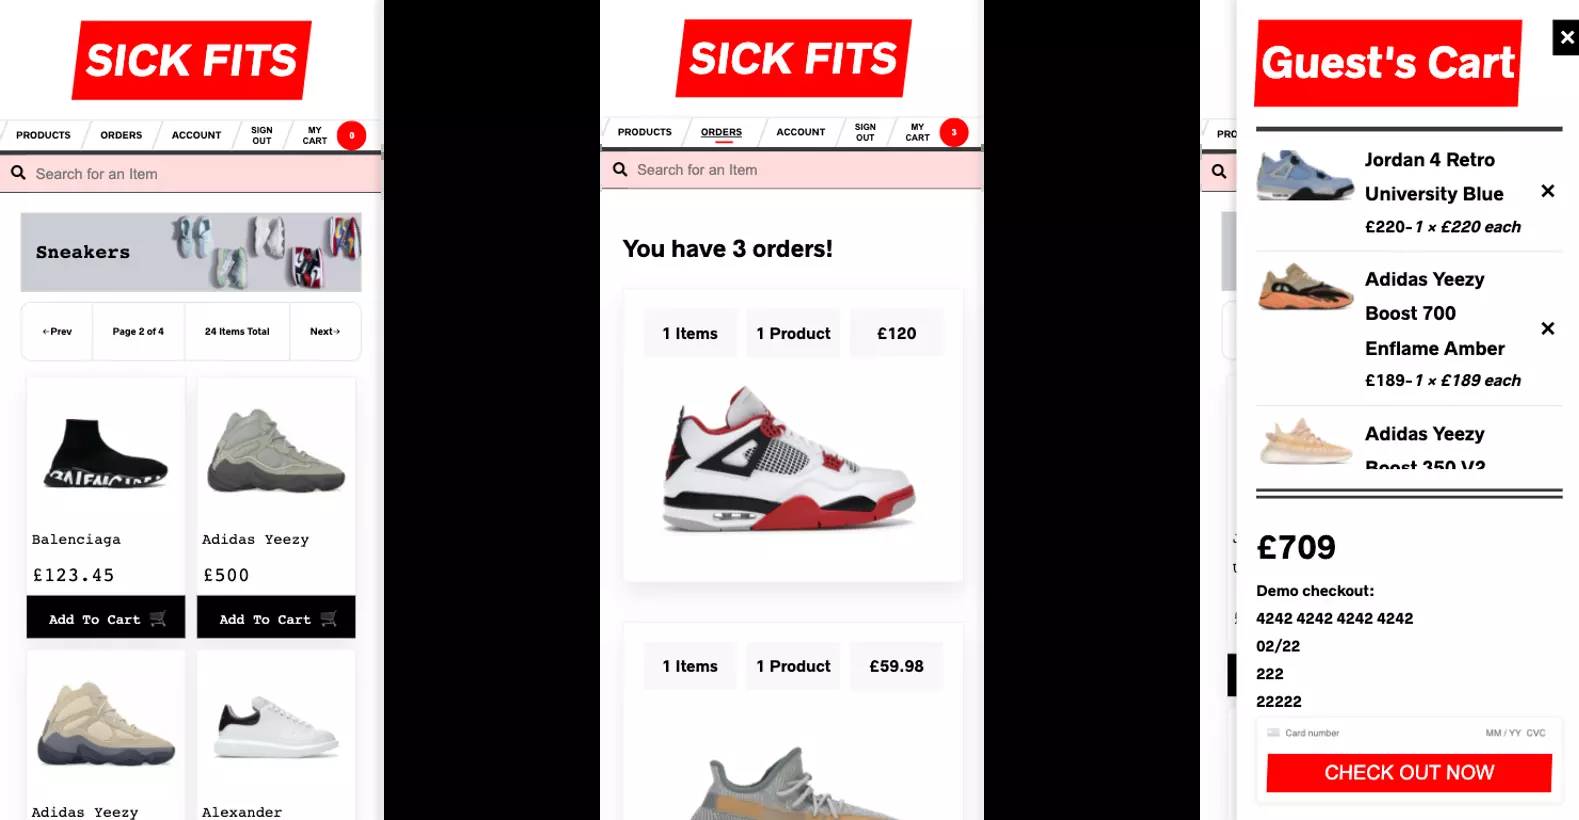 SICK FITS
PRODUCTS
ORDERS
ACCOUNT
SIGN
OUT
MY
CART
0
Search for an Item
Sneakers
←Prev
Page 2 of 4
24 Items Total
Next→
BALENCIAGA
Balenciaga
£123.45
Add To Cart
Adidas Yeezy
£500
Add To Cart
Adidas Yeezy
Alexander
SICK FITS
PRODUCTS
ORDERS
ACCOUNT
SIGN
OUT
MY
CART
3
Search for an Item
You have 3 orders!
1 Items
1 Product
£120
1 Items
1 Product
£59.98
PRO
Guest's Cart
×
Jordan 4 Retro
University Blue
£220-1 × £220 each
×
Adidas Yeezy
Boost 700
Enflame Amber
£189-1 × £189 each
×
Adidas Yeezy
Boost 350 V2
£709
Demo checkout:
4242 4242 4242 4242
02/22
222
22222
Card number
MM / YY CVC
CHECK OUT NOW